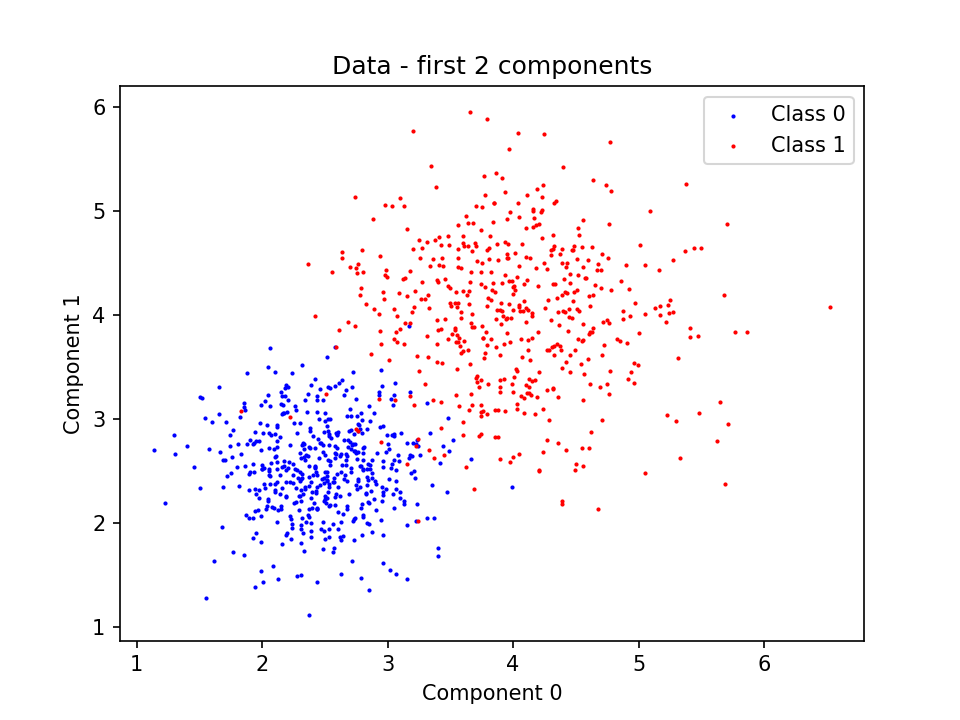 Data - first 2 components
Class 0
Class 1
6
5
4
3
2
1
Component 1
1 2 3 4 5 6
Component 0